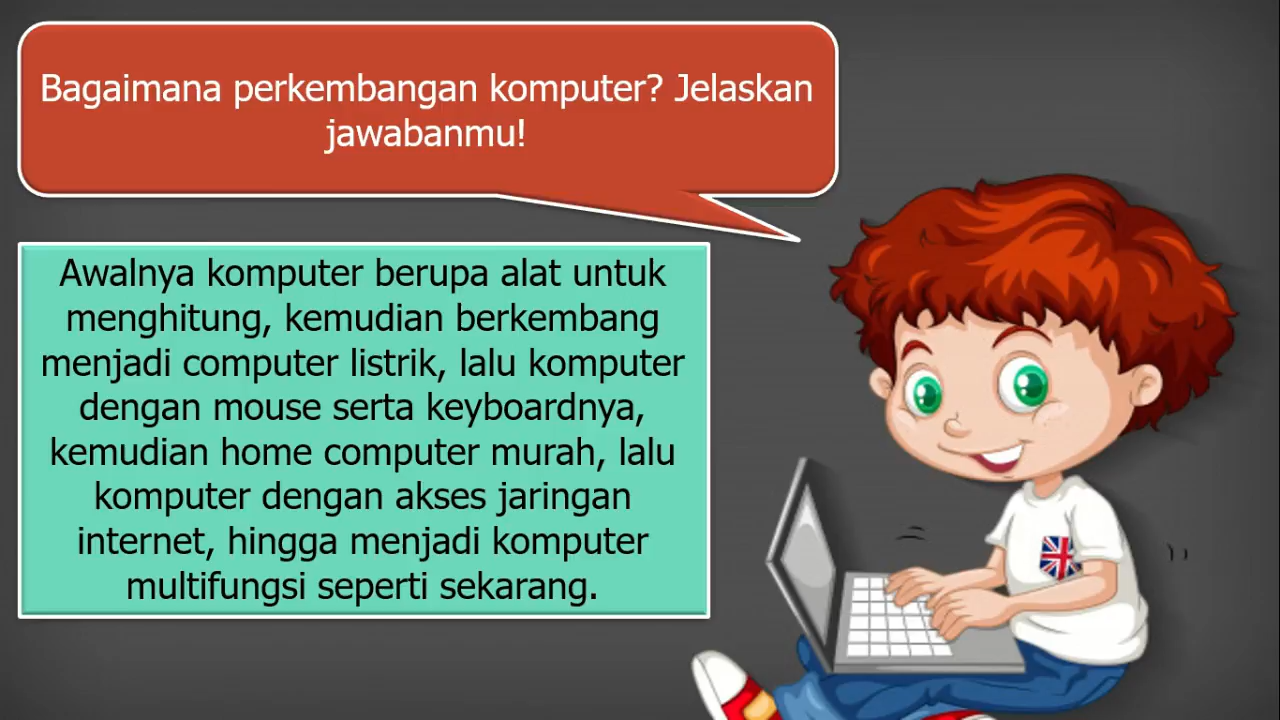 Bagaimana perkembangan komputer? Jelaskan
jawabanmu!
Awalnya komputer berupa alat untuk
menghitung, kemudian berkembang
menjadi computer listrik, lalu komputer
dengan mouse serta keyboardnya,
kemudian home computer murah, lalu
komputer dengan akses jaringan
internet, hingga menjadi komputer
multifungsi seperti sekarang.